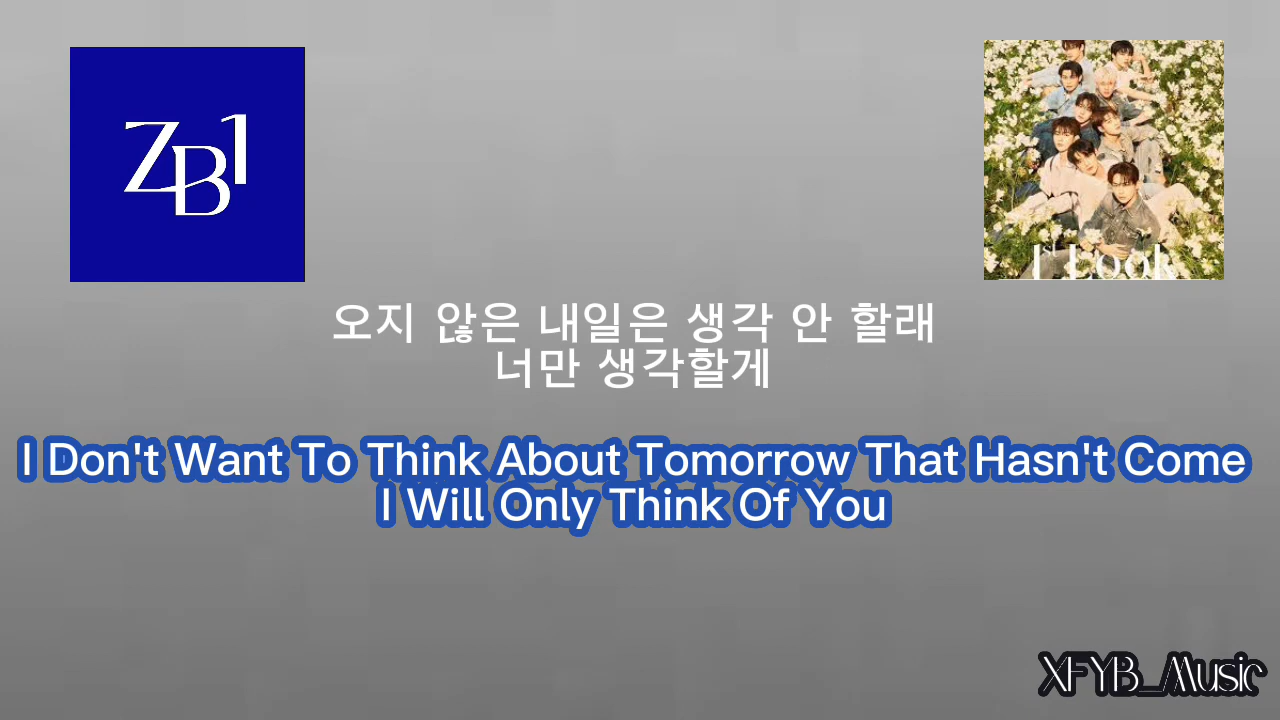 ZB1
오지 않은 내일은 생각 안 할래
너만 생각할게
I Don't Want To Think About Tomorrow That Hasn't Come
I Will Only Think Of You
XFYB_Music